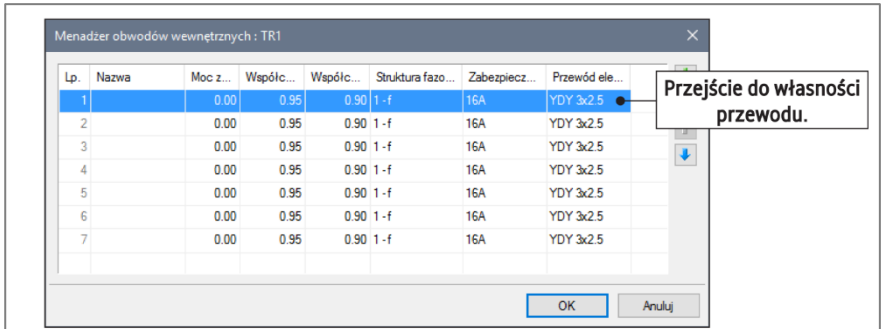 Menadżer obwodów wewnętrznych : TR1
Lp. Nazwa Moc z... Współc... Współc... Struktura fazo... Zabezpiecz... Przewód ele...
1 0.00 0.95 0.90 1 -f 16A YDY 3x2.5
2 0.00 0.95 0.90 1 -f 16A YDY 3x2.5
3 0.00 0.95 0.90 1 -f 16A YDY 3x2.5
4 0.00 0.95 0.90 1 -f 16A YDY 3x2.5
5 0.00 0.95 0.90 1 -f 16A YDY 3x2.5
6 0.00 0.95 0.90 1 -f 16A YDY 3x2.5
7 0.00 0.95 0.90 1 -f 16A YDY 3x2.5
Przejście do własności
przewodu.
OK Anuluj